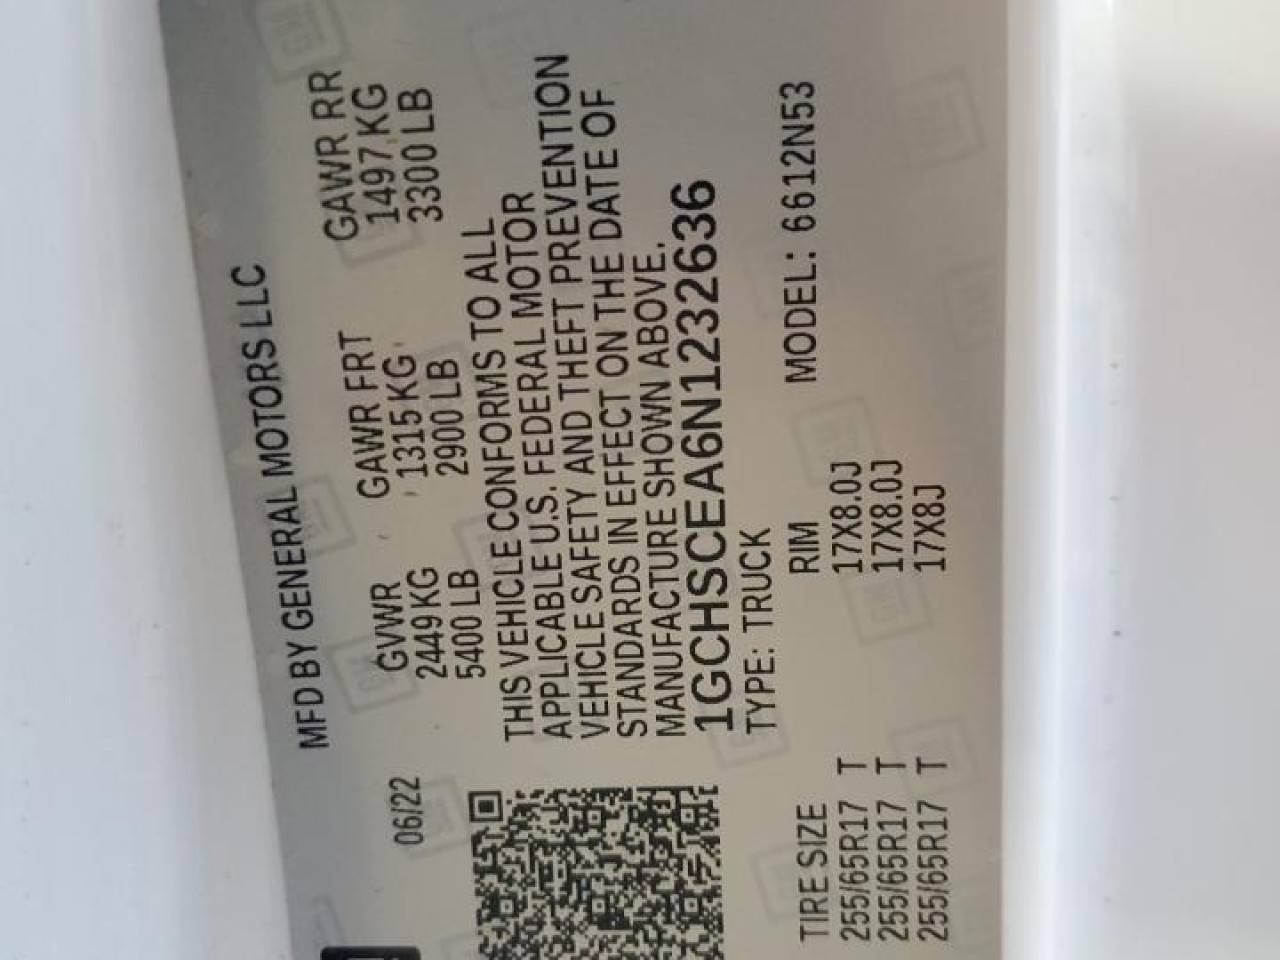 MFD BY GENERAL MOTORS LLC
06/22 GVWR GAWR FRT GAWR RR
2449 KG 1315 KG 1497 KG
5400 LB 2900 LB 3300 LB
THIS VEHICLE CONFORMS TO ALL
APPLICABLE U.S. FEDERAL MOTOR
VEHICLE SAFETY AND THEFT PREVENTION
STANDARDS IN EFFECT ON THE DATE OF
MANUFACTURE SHOWN ABOVE.
1GCHSCEA6N1232636
TYPE: TRUCK MODEL: 6612N53
TIRE SIZE RIM
255/65R17 T 17X8.0J
255/65R17 T 17X8.0J
255/65R17 T 17X8J